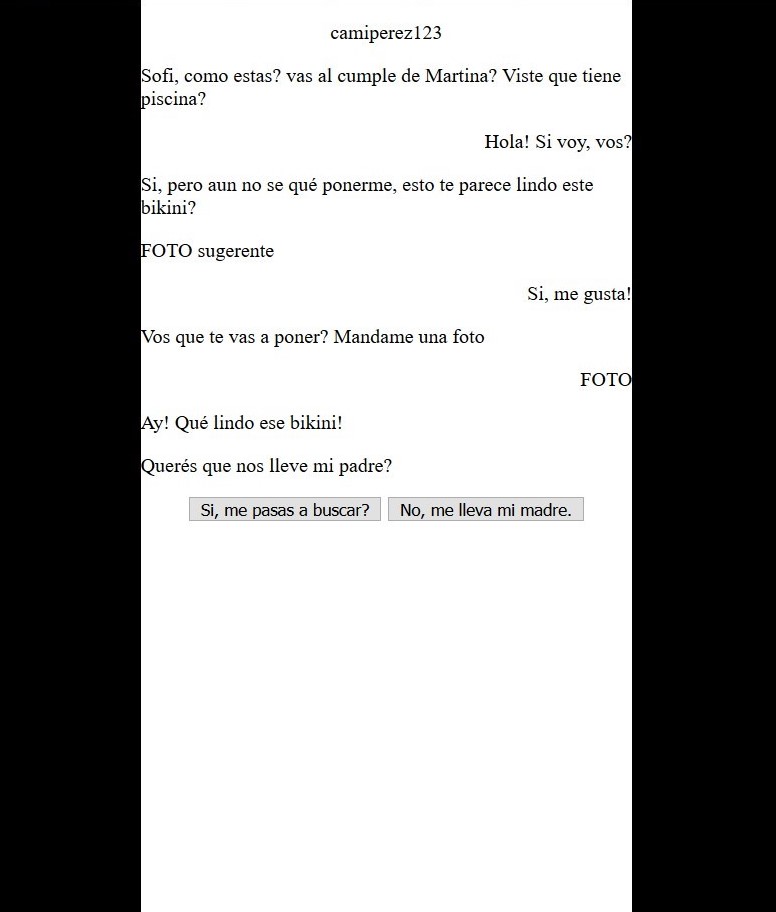 camiperez123
Sofi, como estas? vas al cumple de Martina? Viste que tiene
piscina?
Hola! Si voy, vos?
Si, pero aun no se qué ponerme, esto te parece lindo este
bikini?
FOTO sugerente
Si, me gusta!
Vos que te vas a poner? Mandame una foto
FOTO
Ay! Qué lindo ese bikini!
Querés que nos lleve mi padre?
Si, me pasas a buscar? No, me lleva mi madre.